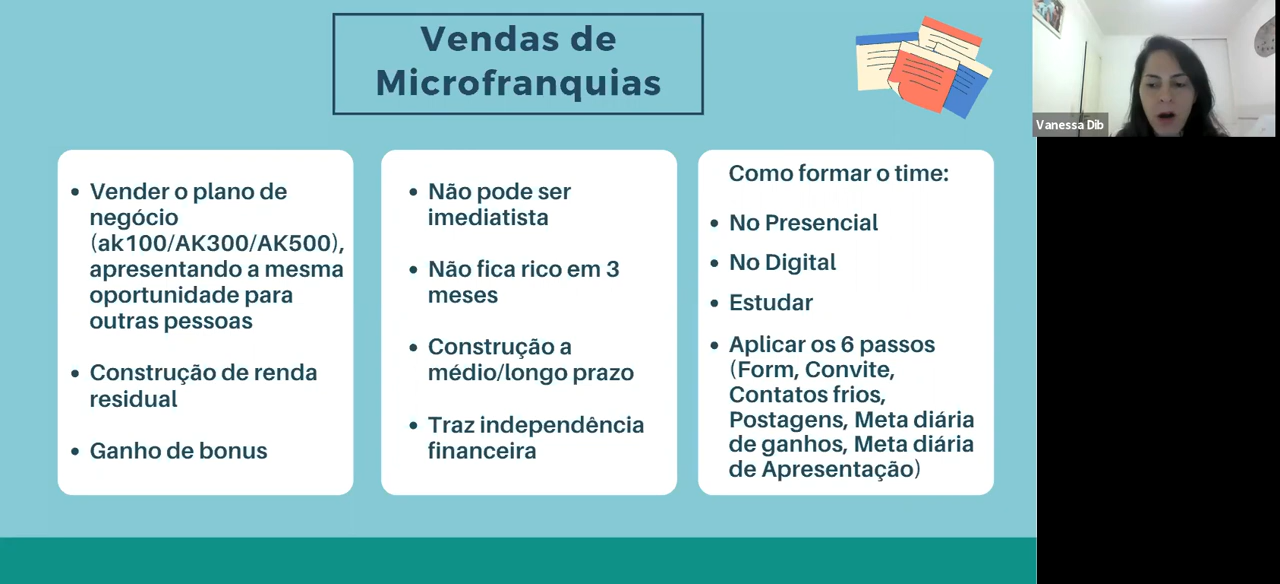 Vendas de
Microfranquias
Vanessa Dib
• Vender o plano de
negócio
(ak100/AK300/AK500),
apresentando a mesma
oportunidade para
outras pessoas
• Construção de renda
residual
• Ganho de bonus
• Não pode ser
imediatista
• Não fica rico em 3
meses
• Construção a
médio/longo prazo
• Traz independência
financeira
Como formar o time:
• No Presencial
• No Digital
• Estudar
• Aplicar os 6 passos
(Form, Convite,
Contatos frios,
Postagens, Meta diária
de ganhos, Meta diária
de Apresentação)